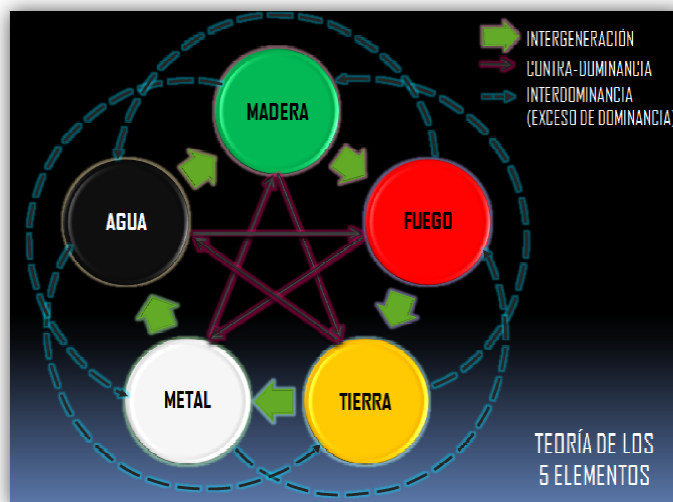 INTERGENERACIÓN
CONTRA-DOMINANCIA
INTERDOMINANCIA
(EXCESO DE DOMINANCIA)
MADERA
AGUA
FUEGO
METAL
TIERRA
TEORÍA DE LOS
5 ELEMENTOS